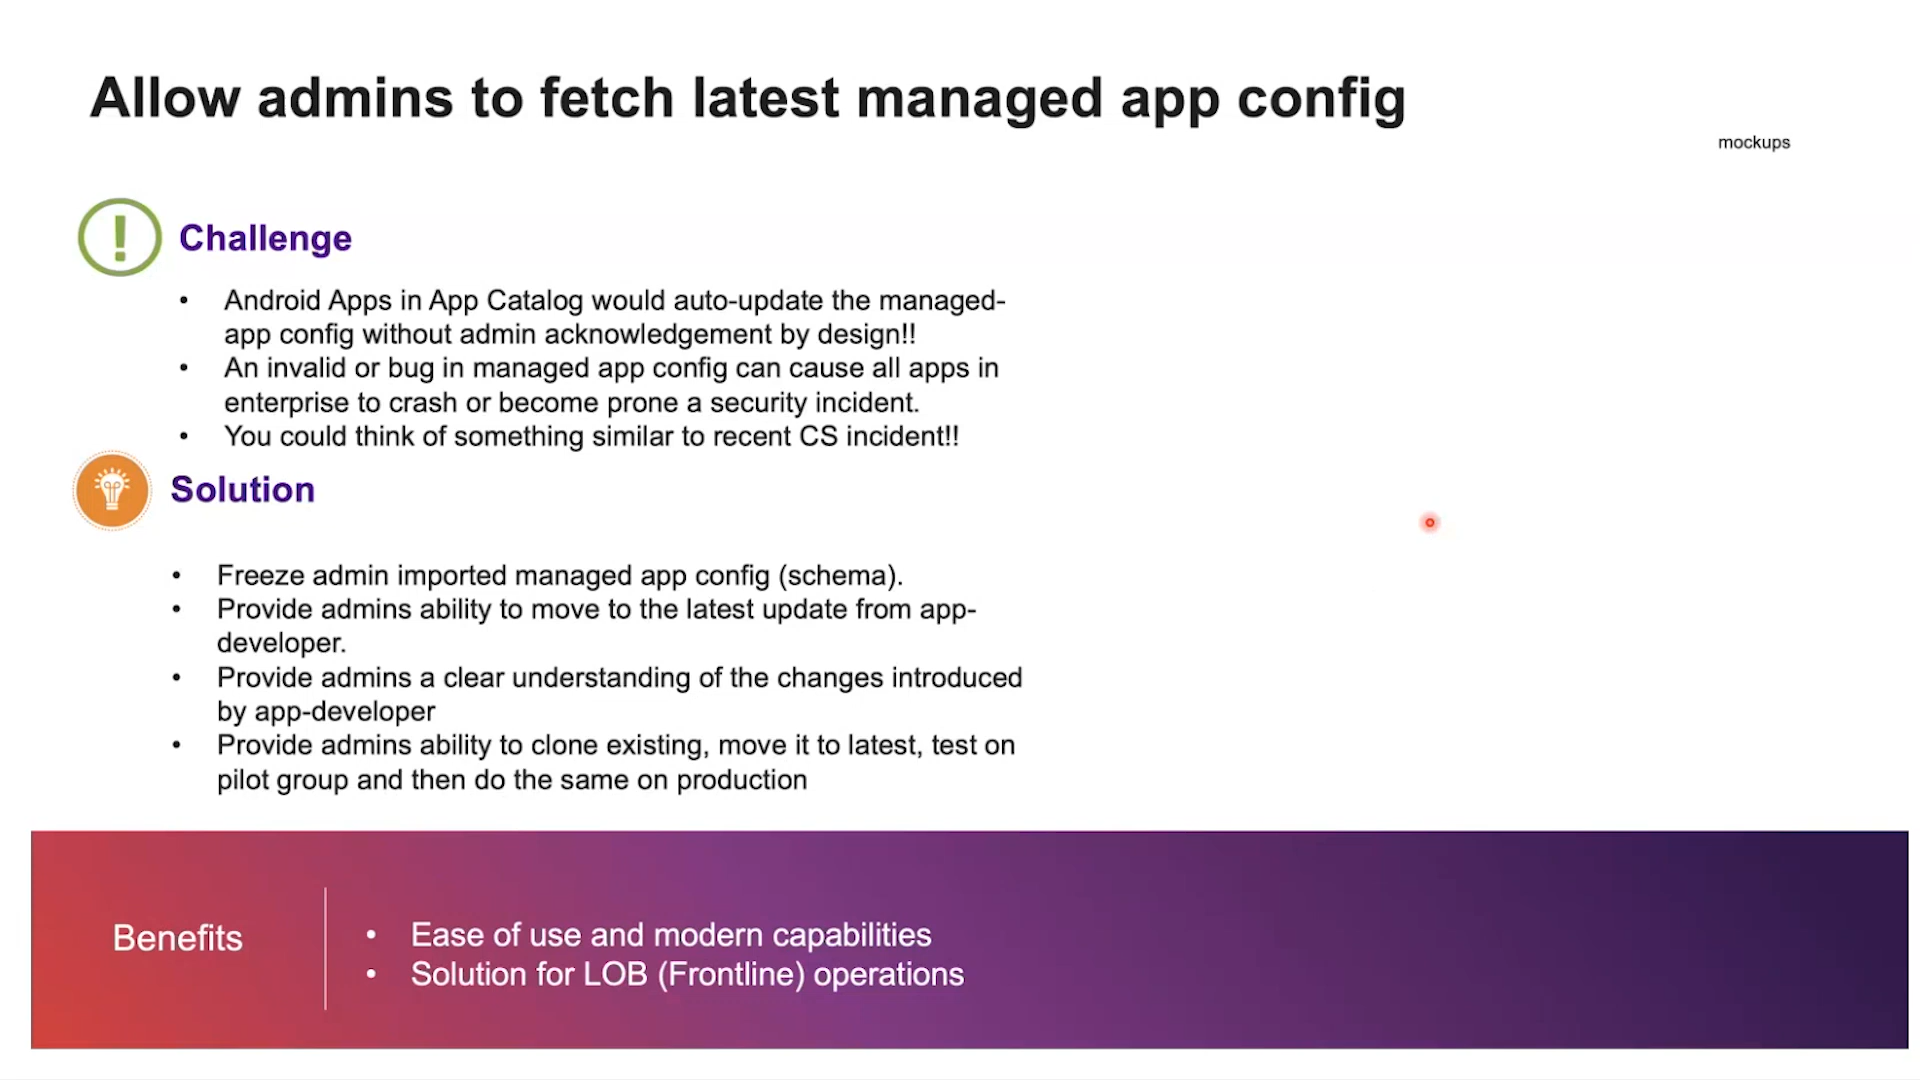 Allow admins to fetch latest managed app config
mockups
Challenge
• Android Apps in App Catalog would auto-update the managed-
app config without admin acknowledgement by design!!
• An invalid or bug in managed app config can cause all apps in
enterprise to crash or become prone a security incident.
• You could think of something similar to recent CS incident!!
Solution
• Freeze admin imported managed app config (schema).
• Provide admins ability to move to the latest update from app-
developer.
• Provide admins a clear understanding of the changes introduced
by app-developer
• Provide admins ability to clone existing, move it to latest, test on
pilot group and then do the same on production
Benefits
• Ease of use and modern capabilities
• Solution for LOB (Frontline) operations